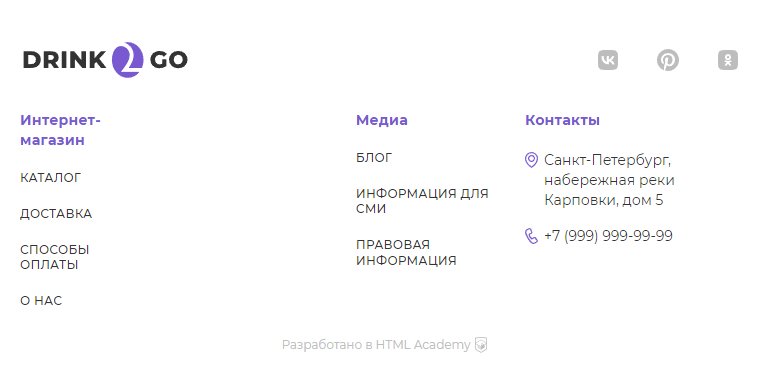 DRINK 2 GO
Интернет-
магазин
КАТАЛОГ
ДОСТАВКА
СПОСОБЫ
ОПЛАТЫ
О НАС
Медиа
БЛОГ
ИНФОРМАЦИЯ ДЛЯ
СМИ
ПРАВОВАЯ
ИНФОРМАЦИЯ
Контакты
Санкт-Петербург,
набережная реки
Карповки, дом 5
+7 (999) 999-99-99
Разработано в HTML Academy